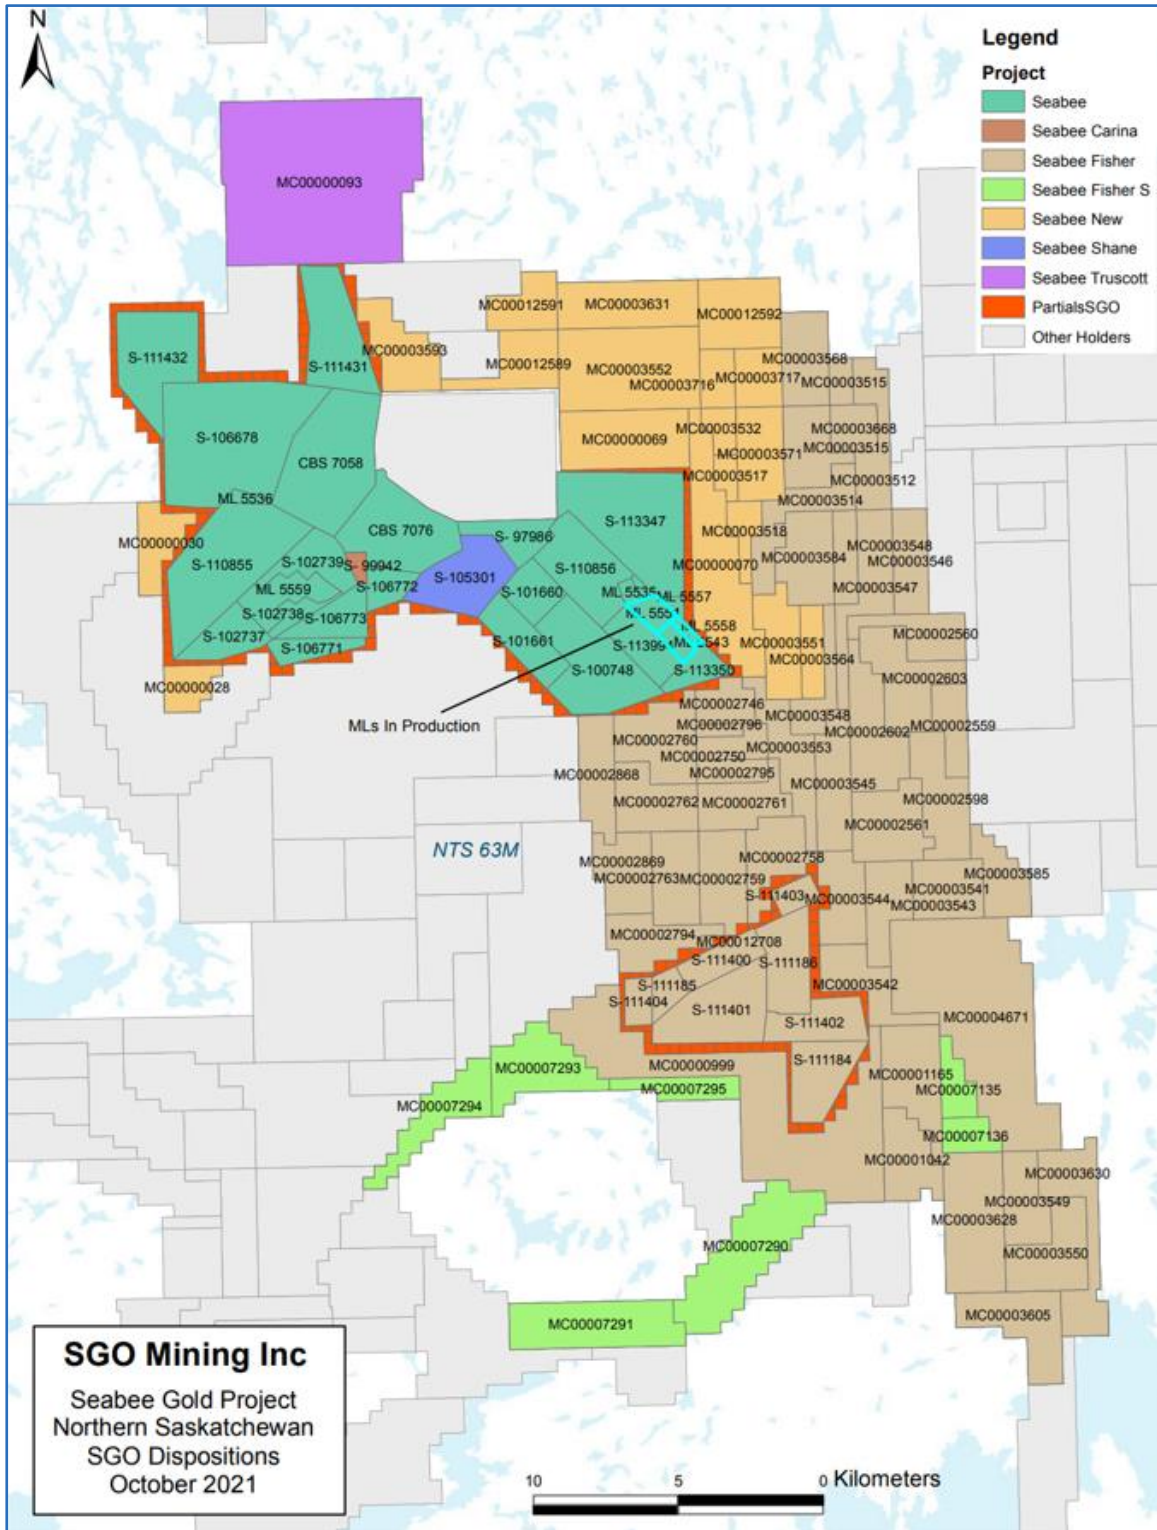 N
Legend
Project
Seabee
Seabee Carina
Seabee Fisher
Seabee Fisher S
Seabee New
Seabee Shane
Seabee Truscott
PartialsSGO
Other Holders
MC00000093
MC00012591
MC00003631
MC00012592
S-111432
S-111431
MC00003593
MC00012589
MC00003552
MC00003716
MC00003717
MC00003568
MC00003515
S-106678
CBS 7058
MC00000069
MC00003532
MC00003571
MC00003668
MC00003515
MC00003517
MC00003512
ML 5536
MC00003514
CBS 7076
S- 97986
S-113347
MC00003518
MC00000030
S-110855
S-102739
S- 99942
S-106772
S-105301
S-110856
MC00000070
MC00003584
MC00003548
MC00003546
MC00003547
ML 5559
S-101660
ML 5535
ML 5557
ML 5551
S-102738
S-106773
S-102737
S-106771
S-101661
ML 5558
S-11399
MC00003551
MC00003564
MC00002560
S-100748
S-113350
MC00002603
MC00000028
MLs In Production
MC00002746
MC00002796
MC00003548
MC00002602
MC00002559
MC00002760
MC00002750
MC00003553
MC00002868
MC00002795
MC00003545
MC00002762
MC00002761
MC00002598
MC00002561
NTS 63M
MC00002869
MC00002758
MC00002763
MC00002759
S-111403
MC00003544
MC00003541
MC00003585
MC00003543
MC00002794
MC00012708
S-111400
S-111186
S-111185
S-111404
MC00003542
S-111401
S-111402
MC00004671
S-111184
MC00007293
MC00000999
MC00007295
MC00001165
MC00007135
MC00007294
MC00007136
MC00001042
MC00003630
MC00003549
MC00003628
MC00007290
MC00003550
MC00007291
MC00003605
SGO Mining Inc
Seabee Gold Project
Northern Saskatchewan
SGO Dispositions
October 2021
10 5 0 Kilometers